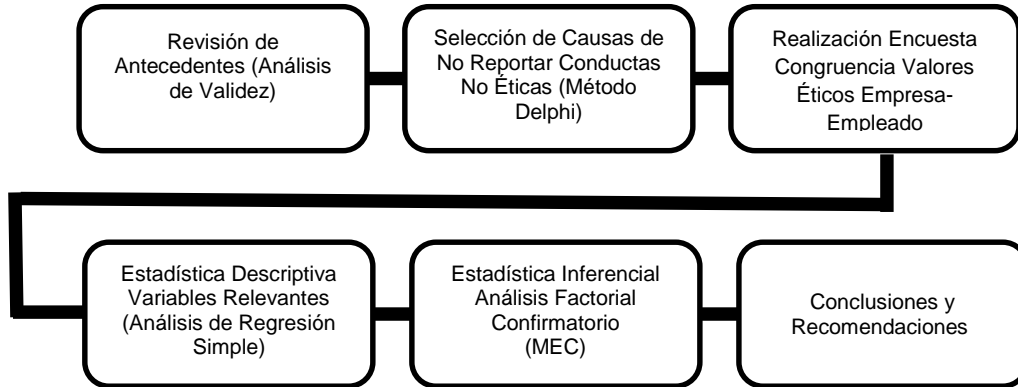 Revisión de
Antecedentes (Análisis
de Validez)
Selección de Causas de
No Reportar Conductas
No Éticas (Método
Delphi)
Realización Encuesta
Congruencia Valores
Éticos Empresa-
Empleado
Estadística Descriptiva
Variables Relevantes
(Análisis de Regresión
Simple)
Estadística Inferencial
Análisis Factorial
Confirmatorio
(MEC)
Conclusiones y
Recomendaciones